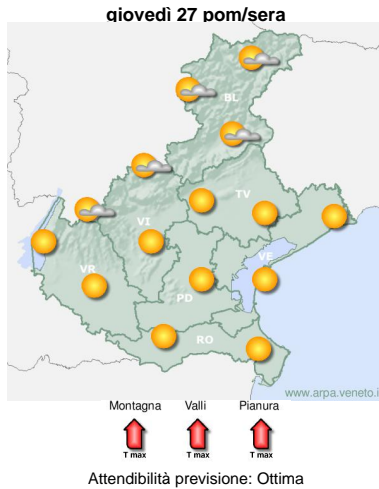 giovedì 27 pom/sera
BL
TV
VI
VE
VR
PD
RO
www.arpa.veneto.i
Montagna Valli Pianura
T max T max T max
Attendibilità previsione: Ottima